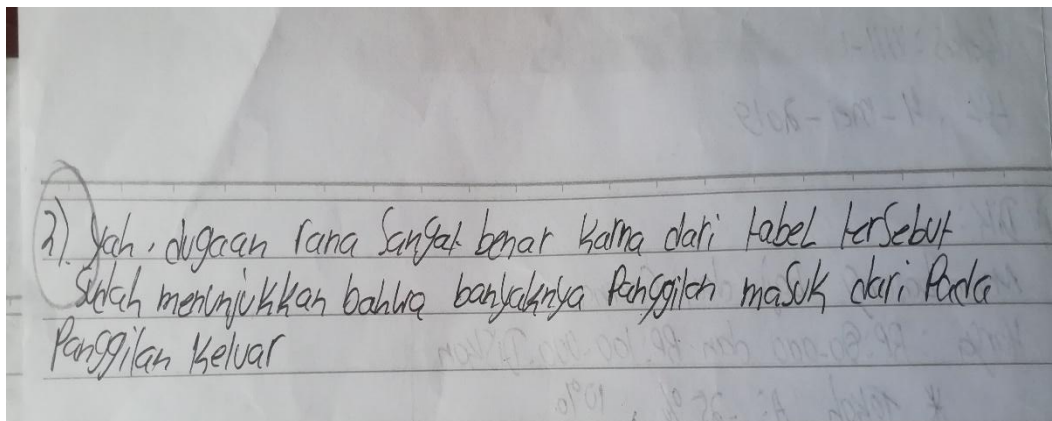 2). Yah, dugaan rana Sangat benar Karna dari tabel tersebut
Sudah menunjukkan bahwa banyaknya Panggilan masuk dari Pada
Panggilan Keluar